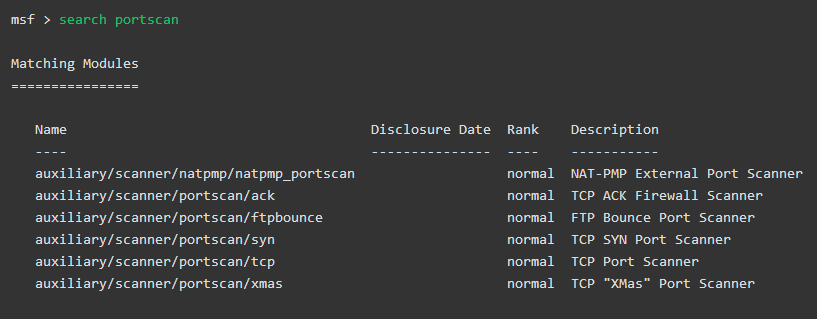 msf > search portscan
Matching Modules
================
Name Disclosure Date Rank Description
---- --------------- ---- -----------
auxiliary/scanner/natpmp/natpmp_portscan normal NAT-PMP External Port Scanner
auxiliary/scanner/portscan/ack normal TCP ACK Firewall Scanner
auxiliary/scanner/portscan/ftpbounce normal FTP Bounce Port Scanner
auxiliary/scanner/portscan/syn normal TCP SYN Port Scanner
auxiliary/scanner/portscan/tcp normal TCP Port Scanner
auxiliary/scanner/portscan/xmas normal TCP "XMas" Port Scanner